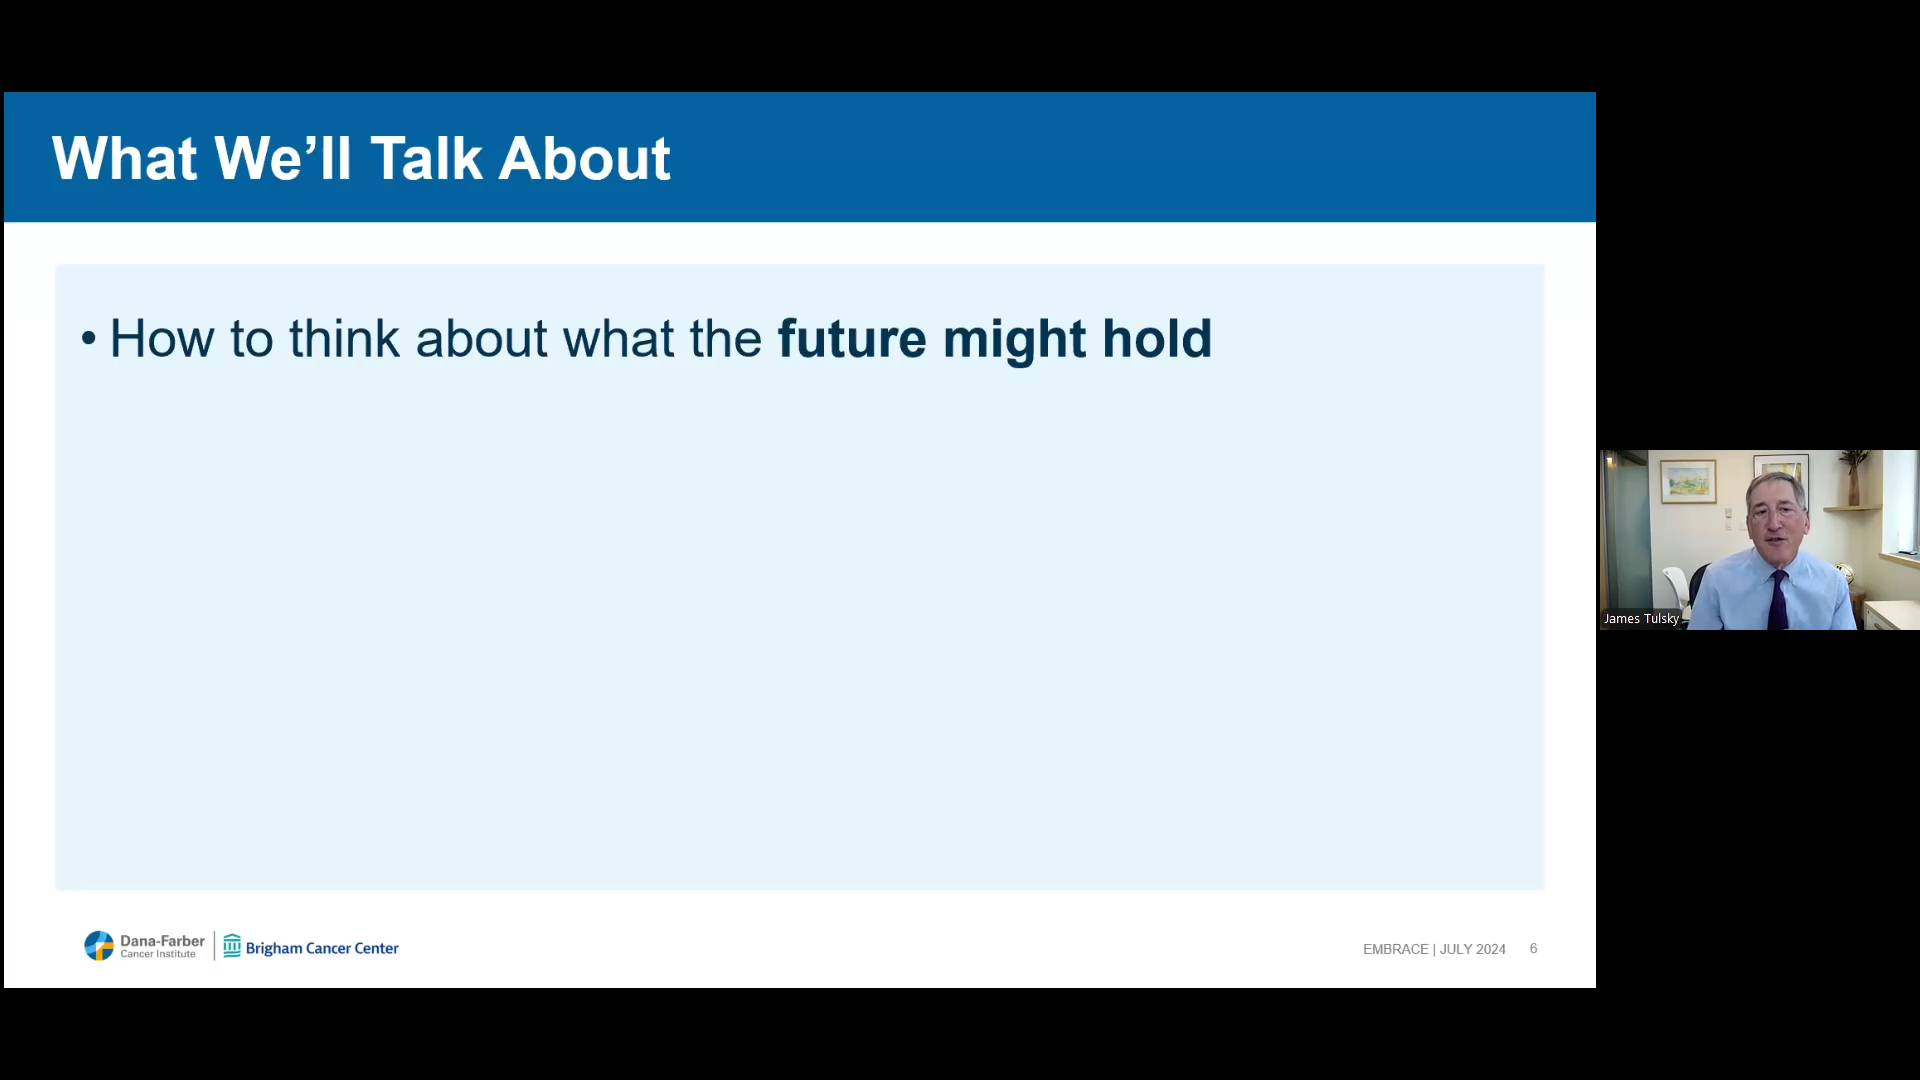 What We’ll Talk About
• How to think about what the future might hold
James Tulsky
Dana-Farber
Cancer Institute
Brigham Cancer Center
EMBRACE | JULY 2024 6